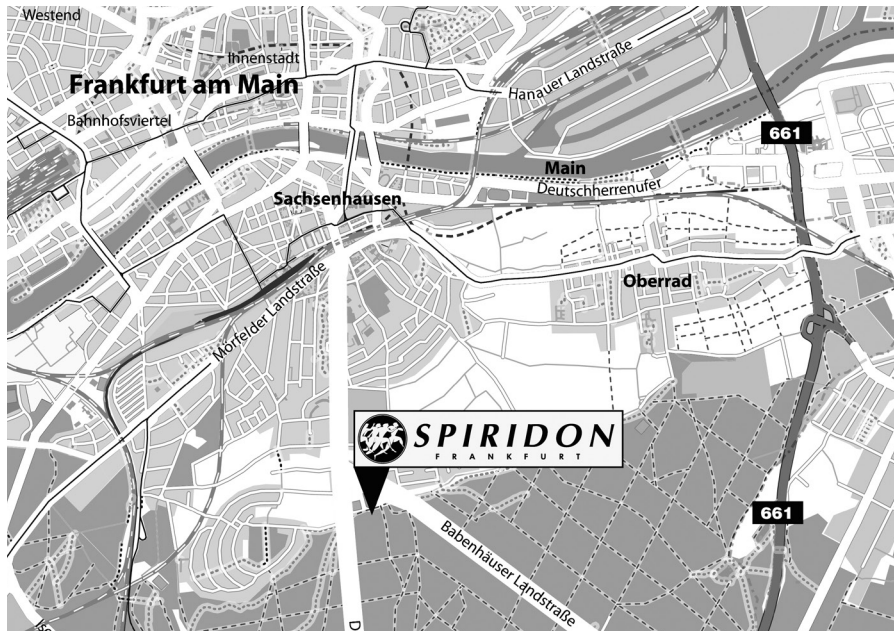 Westend
Innenstadt
Frankfurt am Main
Hanauer Landstraße
Bahnhofsviertel
661
Main
Deutschherrenufer
Sachsenhausen
Oberrad
Mörfelder Landstraße
SPIRIDON
FRANKFURT
661
Babenhäuser Landstraße
D